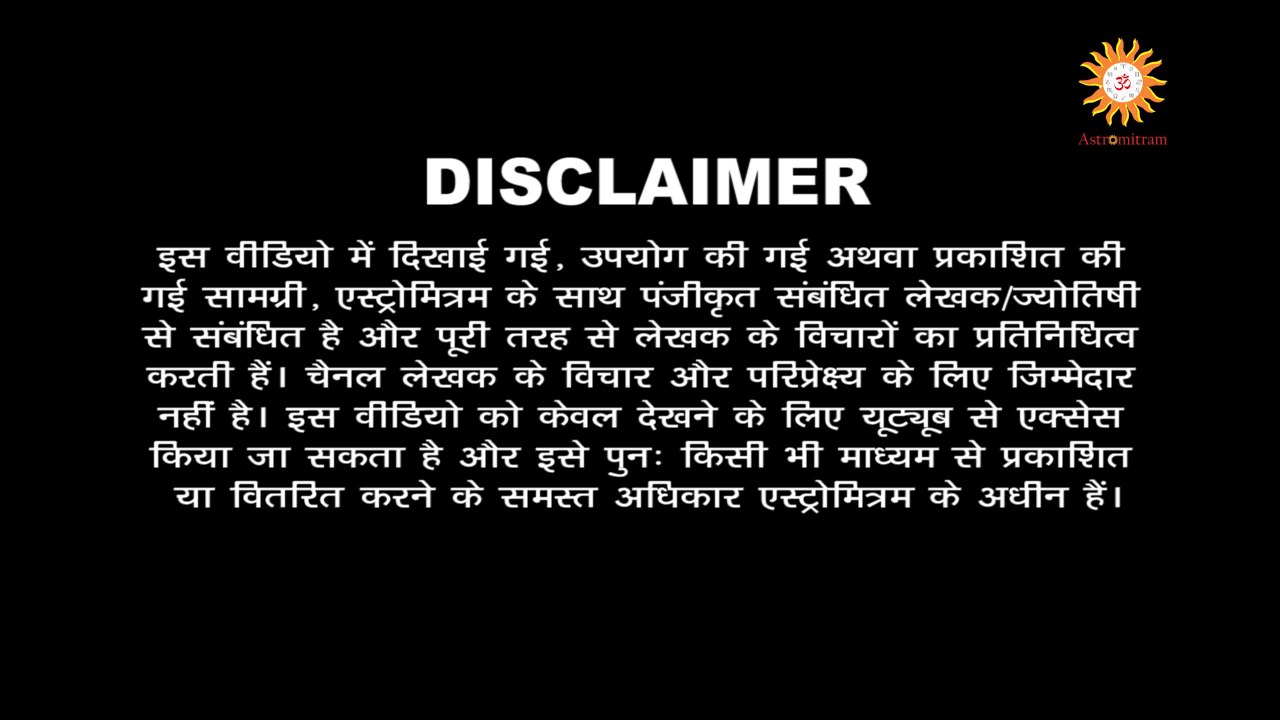 ॐ
Astromitram
DISCLAIMER
इस वीडियो में दिखाई गई, उपयोग की गई अथवा प्रकाशित की
गई सामग्री, एस्ट्रोमित्रम के साथ पंजीकृत संबंधित लेखक/ज्योतिषी
से संबंधित है और पूरी तरह से लेखक के विचारों का प्रतिनिधित्व
करती हैं। चैनल लेखक के विचार और परिप्रेक्ष्य के लिए जिम्मेदार
नहीं है। इस वीडियो को केवल देखने के लिए यूट्यूब से एक्सेस
किया जा सकता है और इसे पुनः किसी भी माध्यम से प्रकाशित
या वितरित करने के समस्त अधिकार एस्ट्रोमित्रम के अधीन हैं।